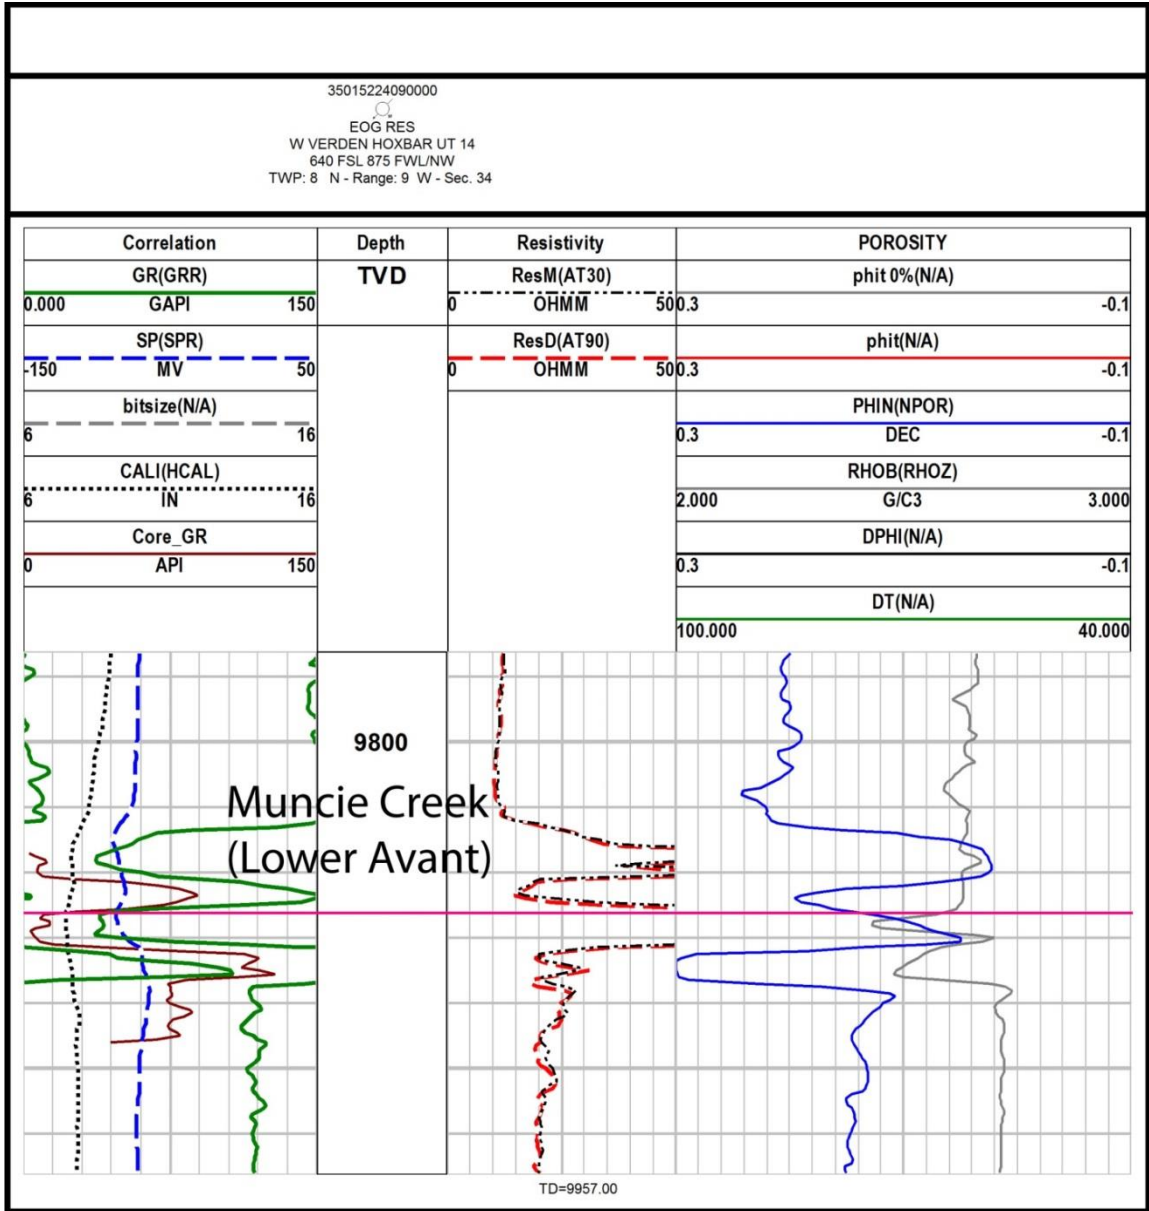 35015224090000
EOG RES
W VERDEN HOXBAR UT 14
640 FSL 875 FWL/NW
TWP: 8 N - Range: 9 W - Sec. 34
Correlation Depth Resistivity POROSITY
GR(GRR) TVD ResM(AT30) phit 0%(N/A)
0.000 GAPI 150 0 OHMM 50 0.3 -0.1
SP(SPR) ResD(AT90) phit(N/A)
-150 MV 50 0 OHMM 50 0.3 -0.1
bitsize(N/A) PHIN(NPOR)
6 16 0.3 DEC -0.1
CALI(HCAL) RHOB(RHOZ)
6 IN 16 2.000 G/C3 3.000
Core_GR DPHI(N/A)
0 API 150 0.3 -0.1
DT(N/A)
100.000 40.000
9800
Muncie Creek
(Lower Avant)
TD=9957.00